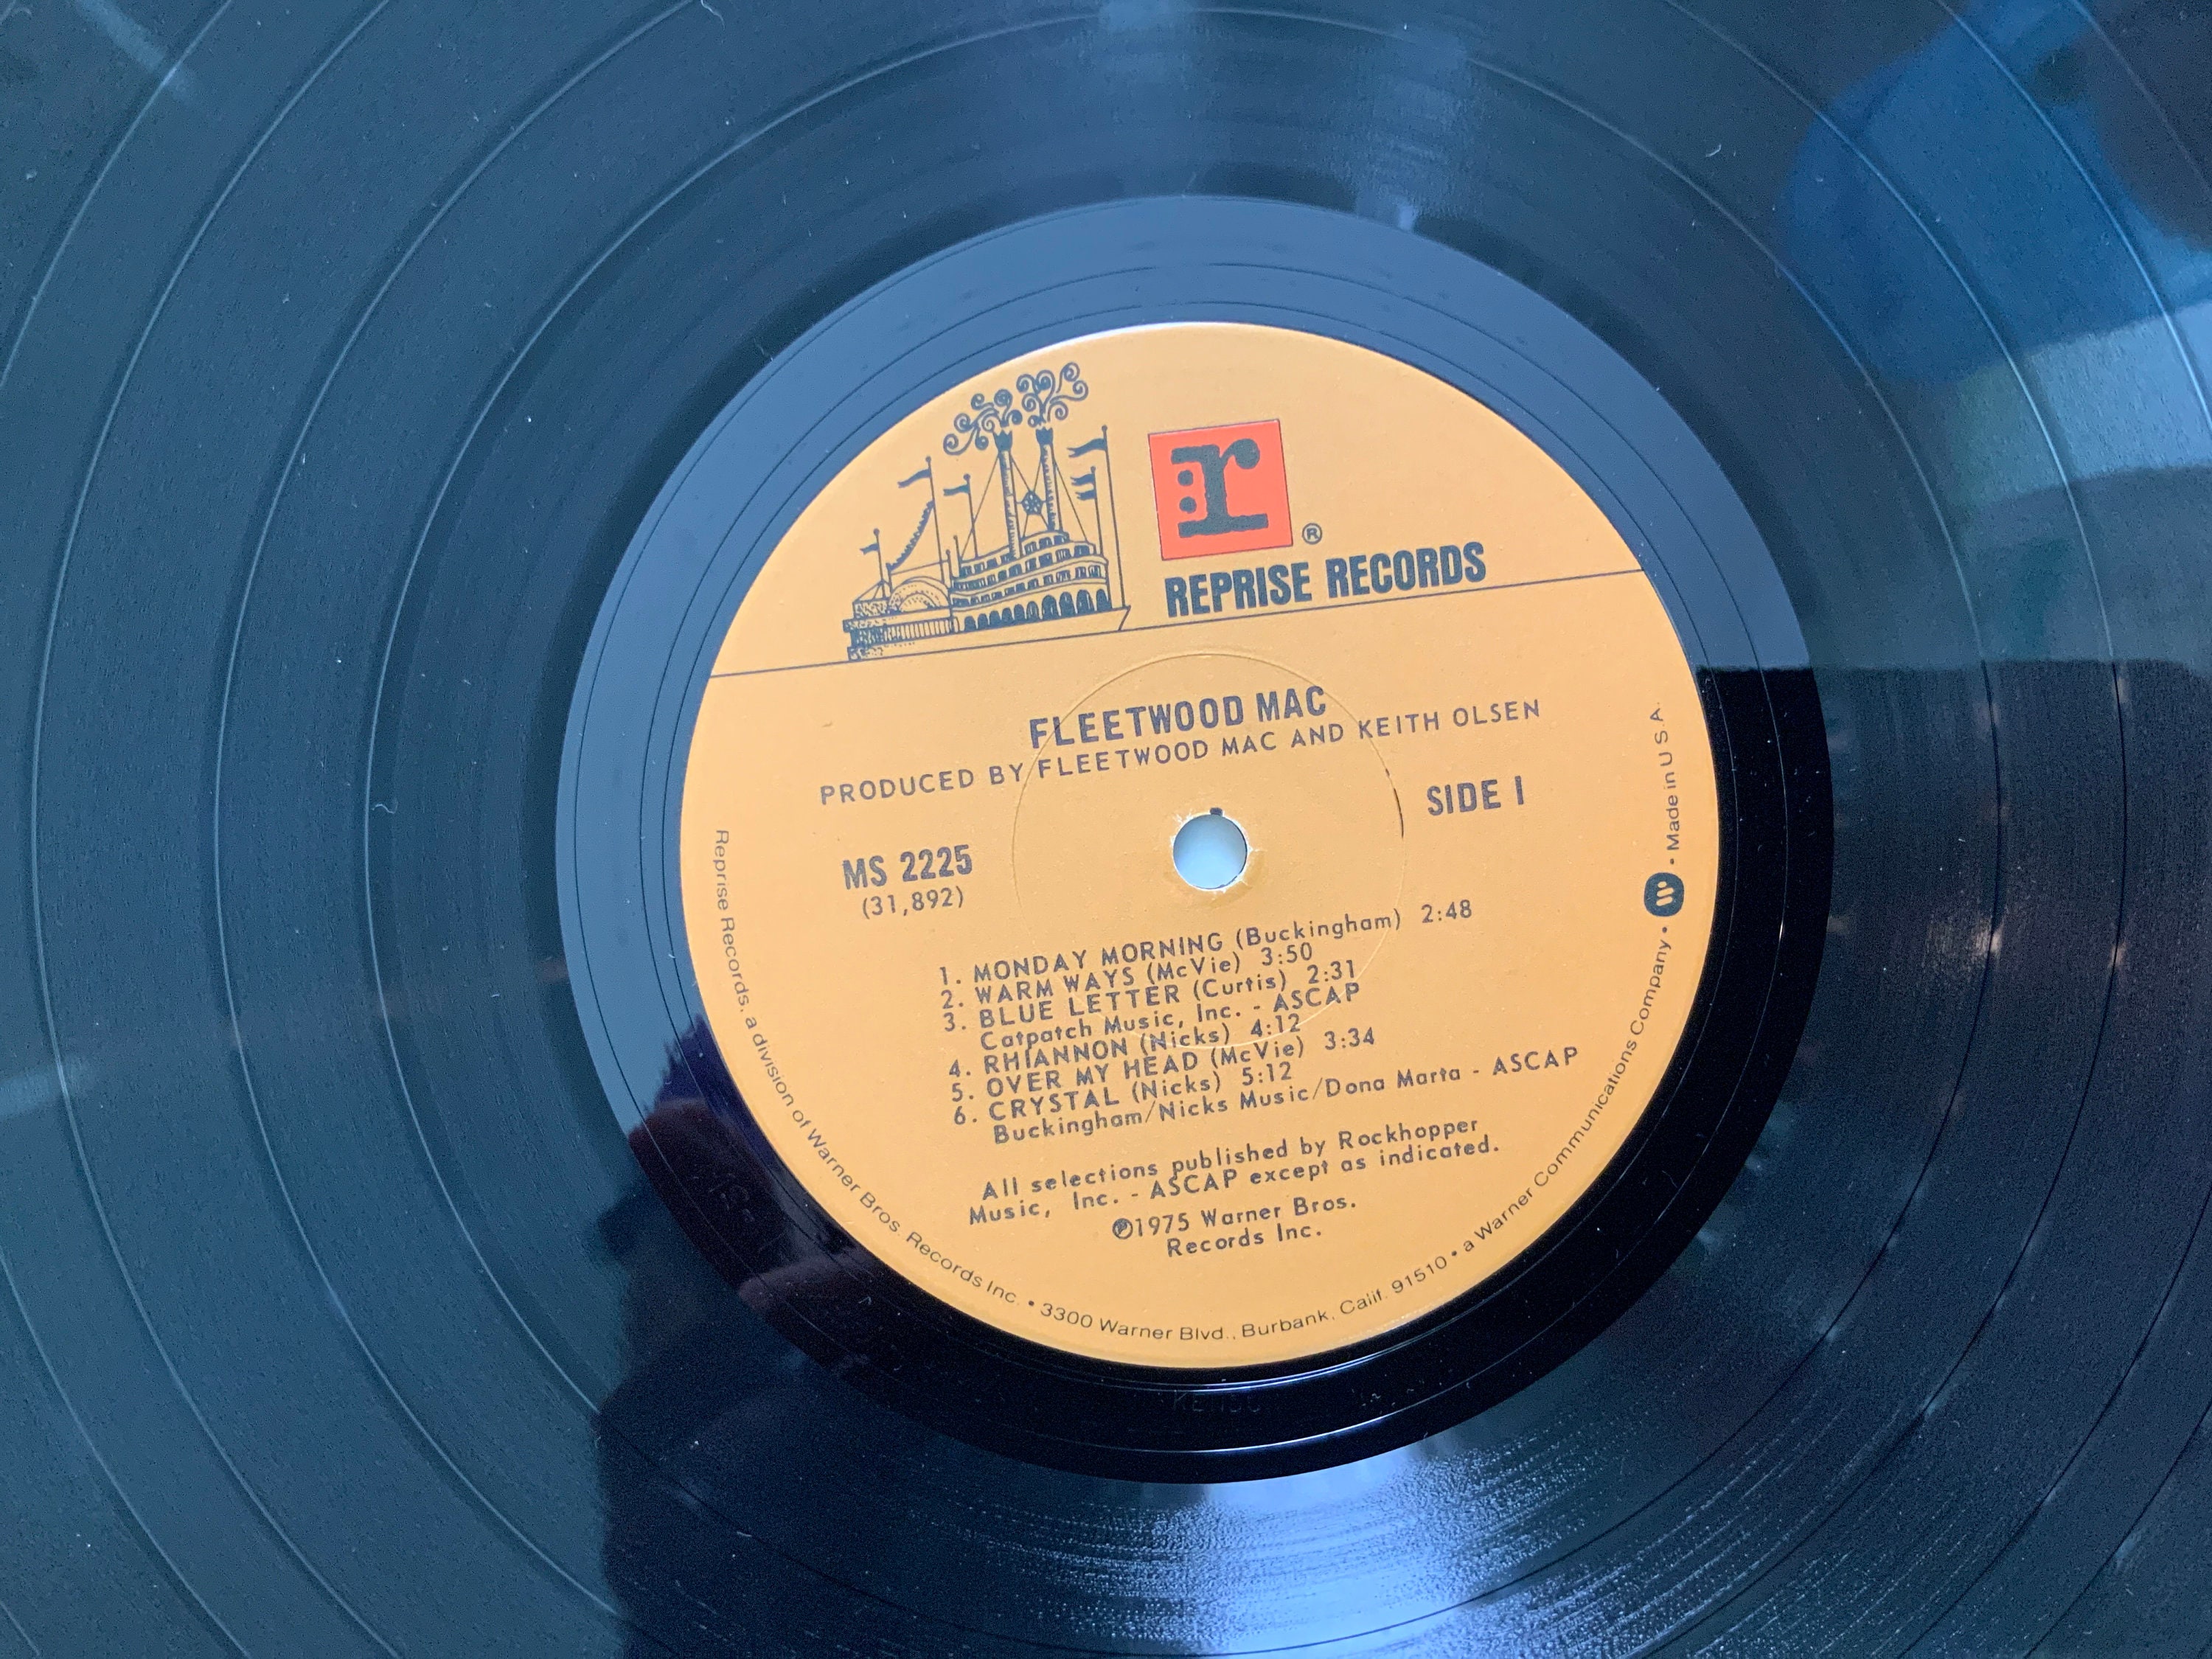 r
®
REPRISE RECORDS
FLEETWOOD MAC
PRODUCED BY FLEETWOOD MAC AND KEITH OLSEN
SIDE 1
MS 2225
(31,892)
1. MONDAY MORNING (Buckingham) 2:48
2. WARM WAYS (McVie) 3:50
3. BLUE LETTER (Curtis) 2:31
Catpatch Music, Inc. - ASCAP
4. RHIANNON (Nicks) 4:12
5. OVER MY HEAD (McVie) 3:34
6. CRYSTAL (Nicks) 5:12
Buckingham/Nicks Music/Dona Marta - ASCAP
All selections published by Rockhopper
Music, Inc. - ASCAP except as indicated.
℗1975 Warner Bros.
Records Inc.
Reprise Records, a division of Warner Bros. Records Inc. • 3300 Warner Blvd., Burbank, Calif. 91510 • a Warner Communications Company • W • Made in U.S.A.